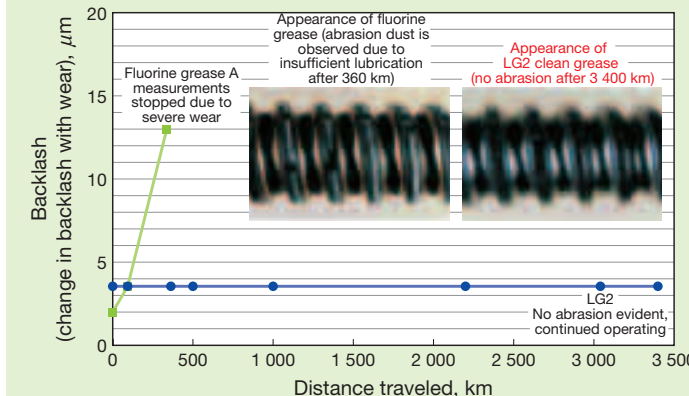 Backlash
(change in backlash with wear), μm
20
15
10
5
0
Fluorine grease A
measurements
stopped due to
severe wear
Appearance of fluorine
grease (abrasion dust is
observed due to
insufficient lubrication
after 360 km)
Appearance of
LG2 clean grease
(no abrasion after 3 400 km)
LG2
No abrasion evident,
continued operating
0
500
1 000
1 500
2 000
2 500
3 000
3 500
Distance traveled, km